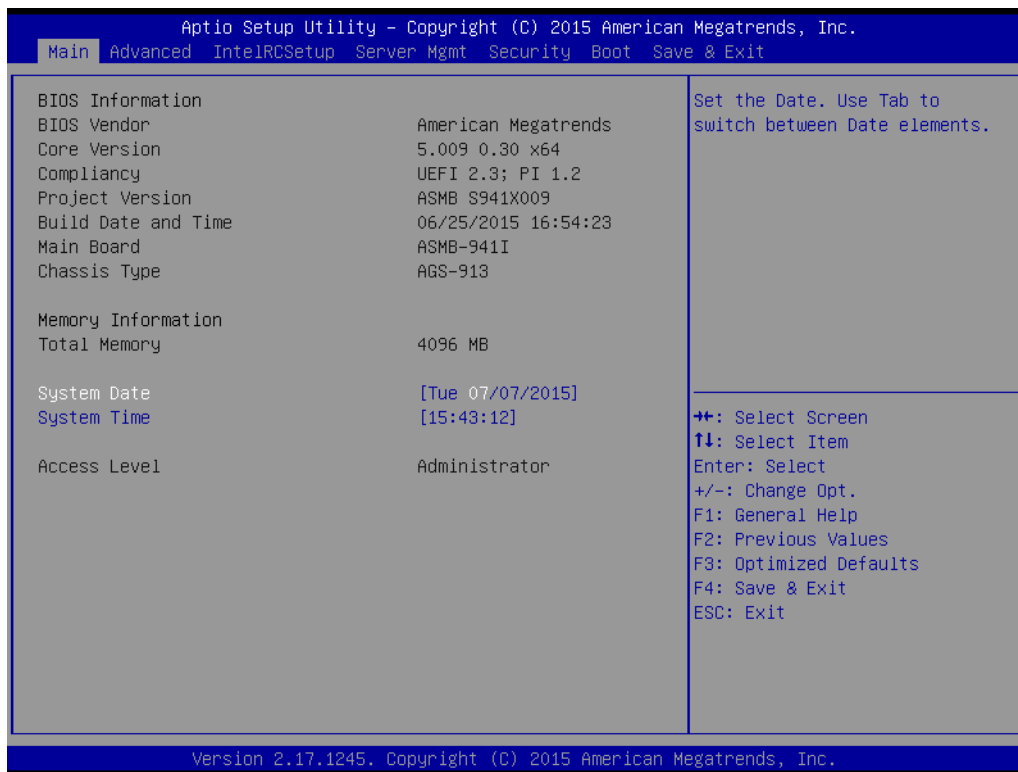 Aptio Setup Utility – Copyright (C) 2015 American Megatrends, Inc.
Main Advanced IntelRCSetup Server Mgmt Security Boot Save & Exit
BIOS Information
BIOS Vendor American Megatrends
Core Version 5.009 0.30 x64
Compliancy UEFI 2.3; PI 1.2
Project Version ASMB S941X009
Build Date and Time 06/25/2015 16:54:23
Main Board ASMB-941I
Chassis Type AGS-913
Memory Information
Total Memory 4096 MB
System Date [Tue 07/07/2015]
System Time [15:43:12]
Access Level Administrator
Set the Date. Use Tab to
switch between Date elements.
→←: Select Screen
↑↓: Select Item
Enter: Select
+/-: Change Opt.
F1: General Help
F2: Previous Values
F3: Optimized Defaults
F4: Save & Exit
ESC: Exit
Version 2.17.1245. Copyright (C) 2015 American Megatrends, Inc.